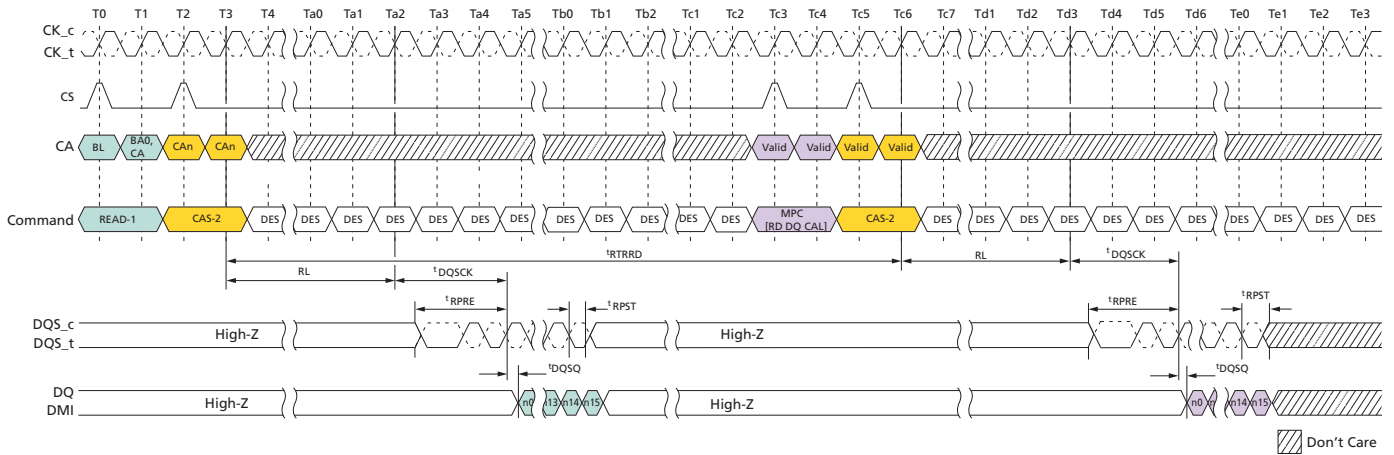 T0 T1 T2 T3 T4 Ta0 Ta1 Ta2 Ta3 Ta4 Ta5 Tb0 Tb1 Tb2 Tc1 Tc2 Tc3 Tc4 Tc5 Tc6 Tc7 Td1 Td2 Td3 Td4 Td5 Td6 Te0 Te1 Te2 Te3
CK_c
CK_t
CS
CA BL BA0, CA CAn CAn Valid Valid Valid Valid
Command READ-1 CAS-2 DES DES DES DES DES DES DES DES DES DES DES DES MPC [RD DQ CAL] CAS-2 DES DES DES DES DES DES DES DES DES DES DES
tRTRRD
RL tDQSCK RL tDQSCK
tRPRE tRPST tRPRE tRPST
DQS_c
DQS_t
High-Z High-Z
tDQSQ tDQSQ
DQ
DMI
High-Z n0 n13 n14 n15 High-Z n0 n n14 n15
Don't Care